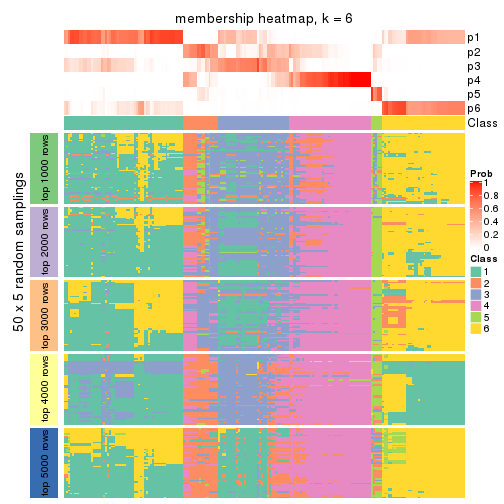 membership heatmap, k = 6
p1
p2
p3
p4
p5
p6
Class
50 x 5 random samplings
top 1000 rows
top 2000 rows
top 3000 rows
top 4000 rows
top 5000 rows
Prob
1
0.8
0.6
0.4
0.2
0
Class
1
2
3
4
5
6